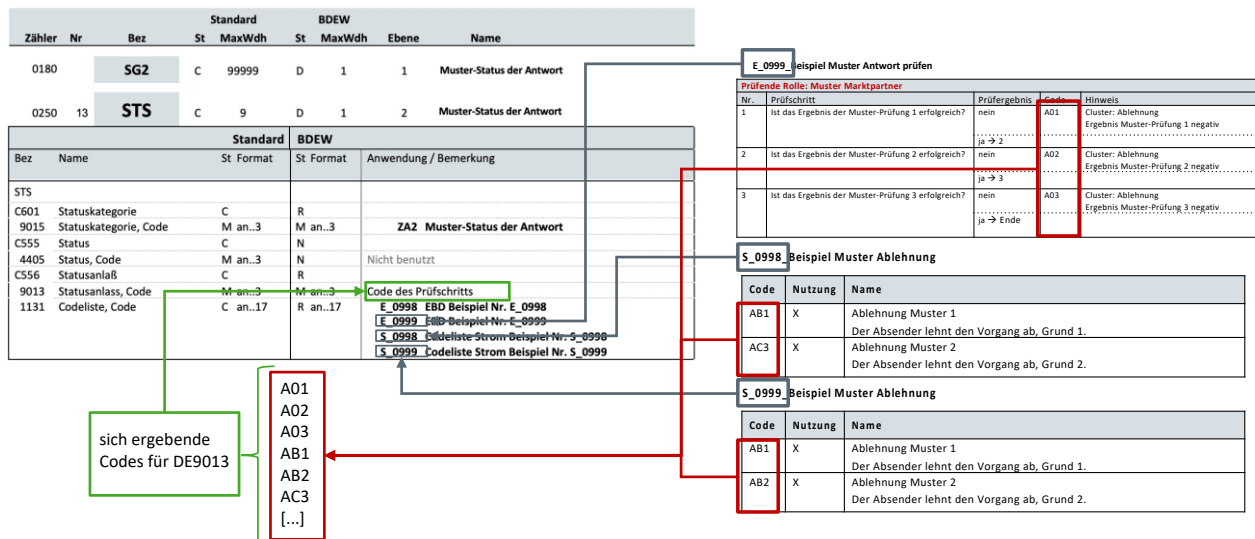 Standard BDEW
Zähler Nr Bez St MaxWdh St MaxWdh Ebene Name
0180 SG2 C 99999 D 1 1 Muster-Status der Antwort
0250 13 STS C 9 D 1 2 Muster-Status der Antwort
Standard BDEW
Bez Name St Format St Format Anwendung / Bemerkung
STS
C601 Statuskategorie C R
9015 Statuskategorie, Code M an..3 M an..3 ZA2 Muster-Status der Antwort
C555 Status C N
4405 Status, Code M an..3 N Nicht benutzt
C556 Statusanlaß C R
9013 Statusanlass, Code M an..3 M an..3 Code des Prüfschritts
1131 Codeliste, Code C an..17 R an..17 E_0998 EBD Beispiel Nr. E_0998
E_0999 EBD Beispiel Nr. E_0999
S_0998 Codeliste Strom Beispiel Nr. S_0998
S_0999 Codeliste Strom Beispiel Nr. S_0999
sich ergebende
Codes für DE9013
A01
A02
A03
AB1
AB2
AC3
[...]
E_0999_Beispiel Muster Antwort prüfen
Prüfende Rolle: Muster Marktpartner
Nr. Prüfschritt Prüfergebnis Code Hinweis
1 Ist das Ergebnis der Muster-Prüfung 1 erfolgreich? nein A01 Cluster: Ablehnung
Ergebnis Muster-Prüfung 1 negativ
ja → 2
2 Ist das Ergebnis der Muster-Prüfung 2 erfolgreich? nein A02 Cluster: Ablehnung
Ergebnis Muster-Prüfung 2 negativ
ja → 3
3 Ist das Ergebnis der Muster-Prüfung 3 erfolgreich? nein A03 Cluster: Ablehnung
Ergebnis Muster-Prüfung 3 negativ
ja → Ende
S_0998_Beispiel Muster Ablehnung
Code Nutzung Name
AB1 X Ablehnung Muster 1
Der Absender lehnt den Vorgang ab, Grund 1.
AC3 X Ablehnung Muster 2
Der Absender lehnt den Vorgang ab, Grund 2.
S_0999_Beispiel Muster Ablehnung
Code Nutzung Name
AB1 X Ablehnung Muster 1
Der Absender lehnt den Vorgang ab, Grund 1.
AB2 X Ablehnung Muster 2
Der Absender lehnt den Vorgang ab, Grund 2.